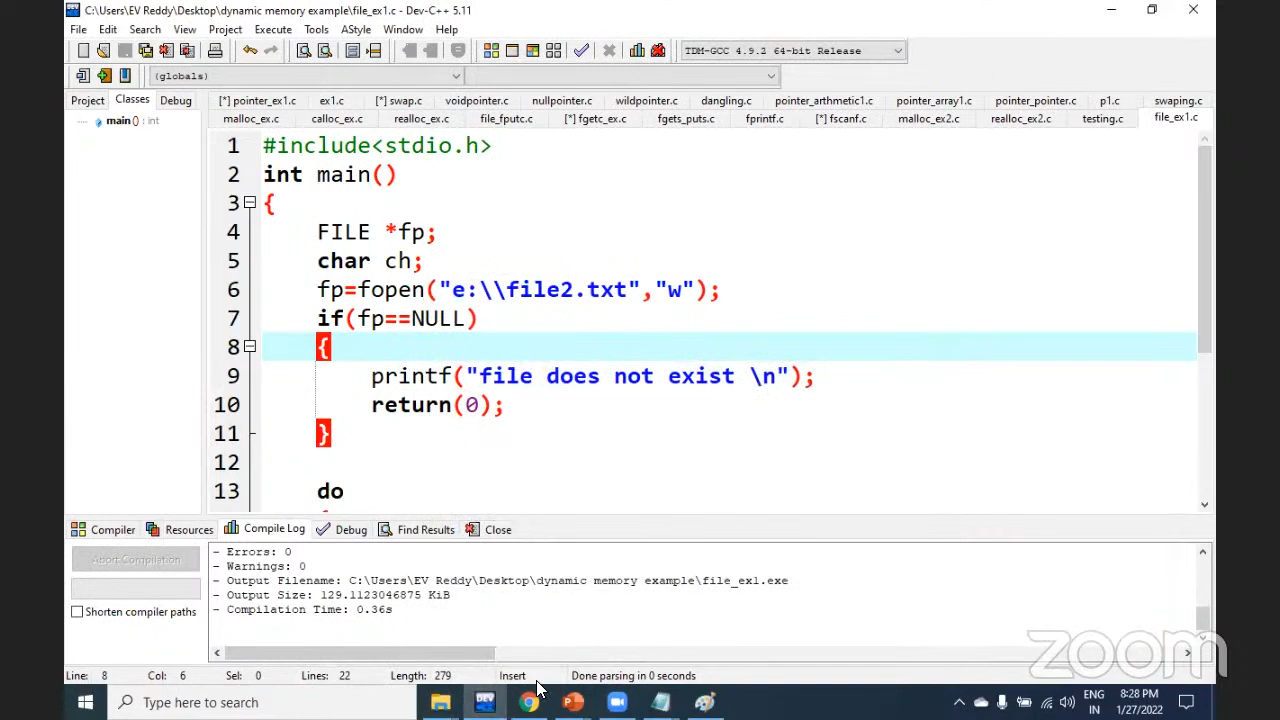 C:\Users\EV Reddy\Desktop\dynamic memory example\file_ex1.c - Dev-C++ 5.11
File Edit Search View Project Execute Tools AStyle Window Help
TDM-GCC 4.9.2 64-bit Release
(globals)
Project Classes Debug
main () : int
[*] pointer_ex1.c ex1.c [*] swap.c voidpointer.c nullpointer.c wildpointer.c dangling.c pointer_arthmetic1.c pointer_array1.c pointer_pointer.c p1.c swaping.c
malloc_ex.c calloc_ex.c realloc_ex.c file_fputc.c [*] fgetc_ex.c fgets_puts.c fprintf.c [*] fscanf.c malloc_ex2.c realloc_ex2.c testing.c file_ex1.c
1 #include<stdio.h>
2 int main()
3 {
4 FILE *fp;
5 char ch;
6 fp=fopen("e:\\file2.txt","w");
7 if(fp==NULL)
8 {
9 printf("file does not exist \n");
10 return(0);
11 }
12
13 do
Compiler Resources Compile Log Debug Find Results Close
Abort Compilation
Shorten compiler paths
- Errors: 0
- Warnings: 0
- Output Filename: C:\Users\EV Reddy\Desktop\dynamic memory example\file_ex1.exe
- Output Size: 129.1123046875 KiB
- Compilation Time: 0.36s
zoom
Line: 8 Col: 6 Sel: 0 Lines: 22 Length: 279 Insert Done parsing in 0 seconds
Type here to search
ENG
IN
8:28 PM
1/27/2022